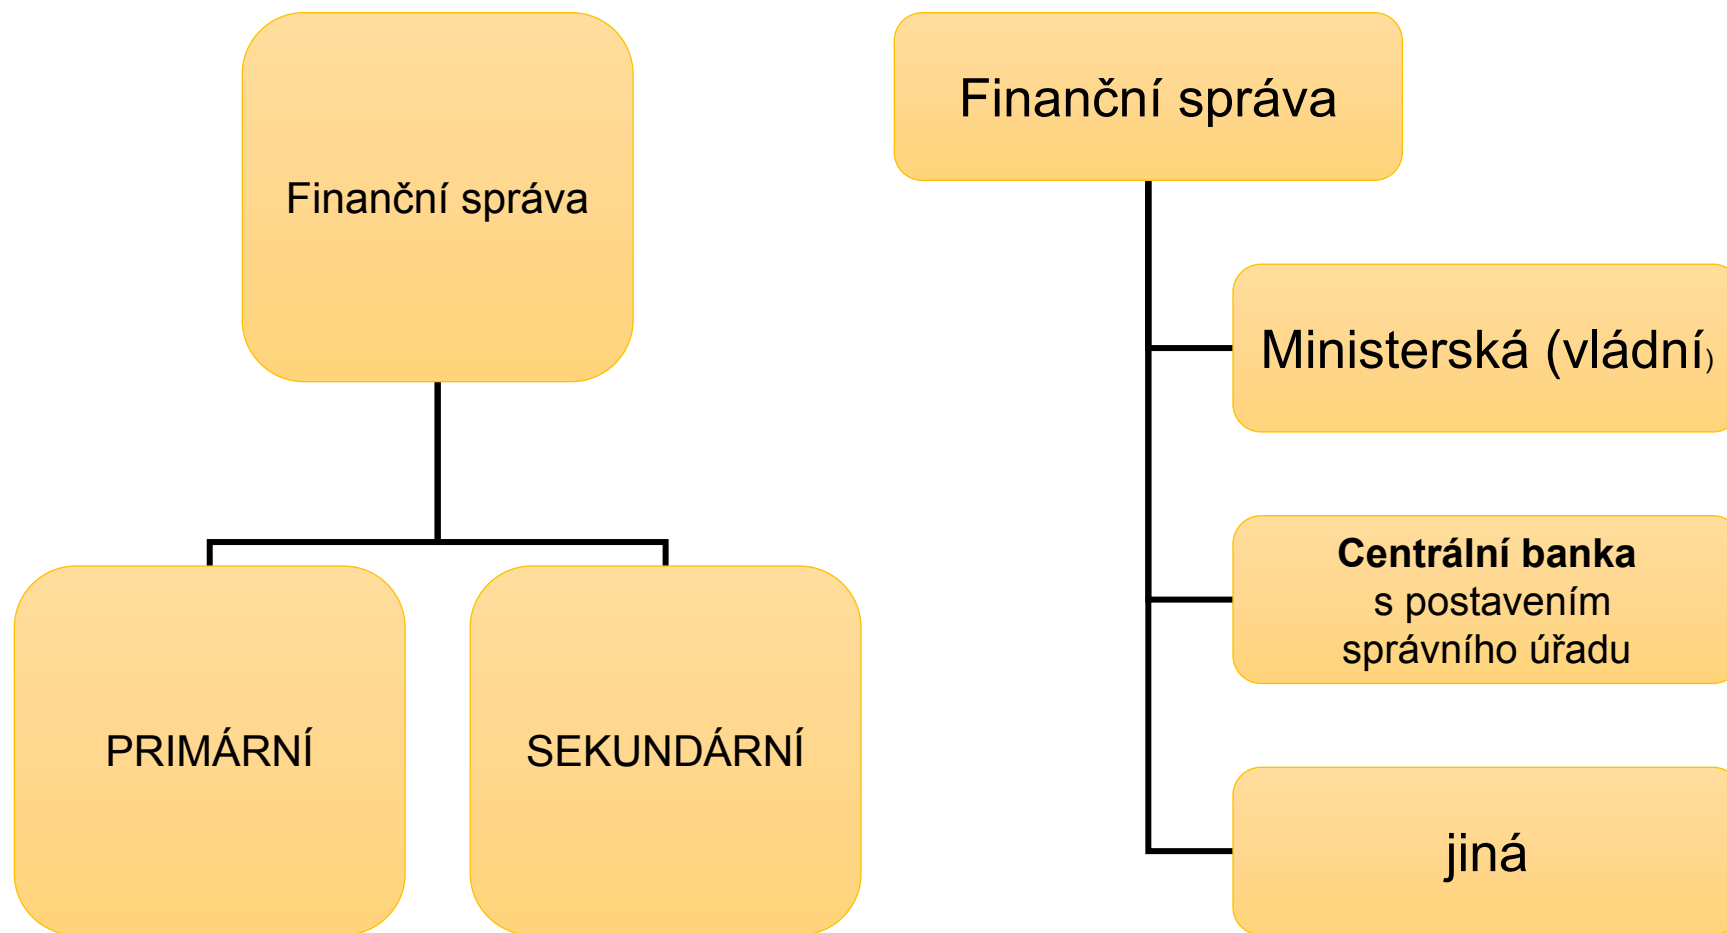 Finanční správa
PRIMÁRNÍ
SEKUNDÁRNÍ
Finanční správa
Ministerská (vládní)
Centrální banka
s postavením
správního úřadu
jiná